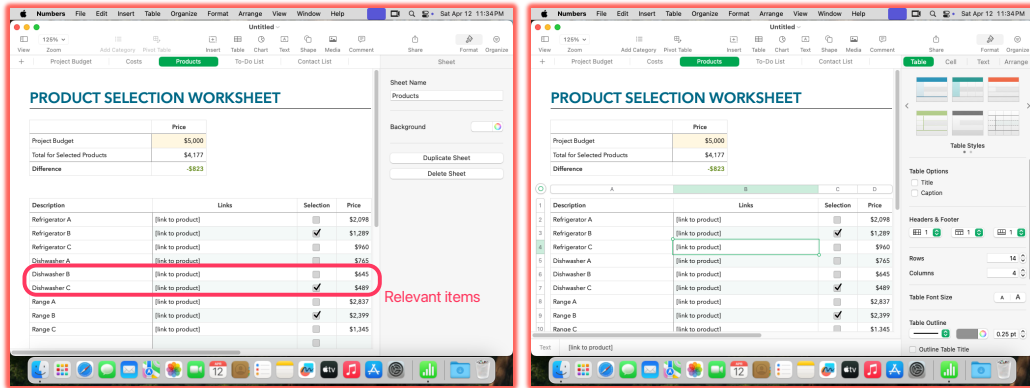 Numbers File Edit Insert Table Organize Format Arrange View Window Help Sat Apr 12 11:34PM
Untitled
125%
View Zoom Add Category Pivot Table Insert Table Chart Text Shape Media Comment Share Format Organize
+ Project Budget Costs Products To-Do List Contact List Sheet
PRODUCT SELECTION WORKSHEET
Price
Project Budget $5,000
Total for Selected Products $4,177
Difference -$823
Description Links Selection Price
Refrigerator A [link to product] $2,098
Refrigerator B [link to product] $1,289
Refrigerator C [link to product] $960
Dishwasher A [link to product] $765
Dishwasher B [link to product] $645
Dishwasher C [link to product] $489
Range A [link to product] $2,837
Range B [link to product] $2,399
Range C [link to product] $1,345
Sheet Name
Products
Background
Duplicate Sheet
Delete Sheet
Relevant items
APR
12
tv
Numbers File Edit Insert Table Organize Format Arrange View Window Help Sat Apr 12 11:34PM
Untitled
125%
View Zoom Add Category Pivot Table Insert Table Chart Text Shape Media Comment Share Format Organize
+ Project Budget Costs Products To-Do List Contact List Table Cell Text Arrange
PRODUCT SELECTION WORKSHEET
Price
Project Budget $5,000
Total for Selected Products $4,177
Difference -$823
A B C D
1 Description Links Selection Price
2 Refrigerator A [link to product] $2,098
3 Refrigerator B [link to product] $1,289
4 Refrigerator C [link to product] $960
5 Dishwasher A [link to product] $765
6 Dishwasher B [link to product] $645
7 Dishwasher C [link to product] $489
8 Range A [link to product] $2,837
9 Range B [link to product] $2,399
10 Range C [link to product] $1,345
Text [link to product]
Table Styles
Table Options
Title
Caption
Headers & Footer
1 1 1
Rows 14
Columns 4
Table Font Size A A
Table Outline
0.25 pt
Outline Table Title
12
tv